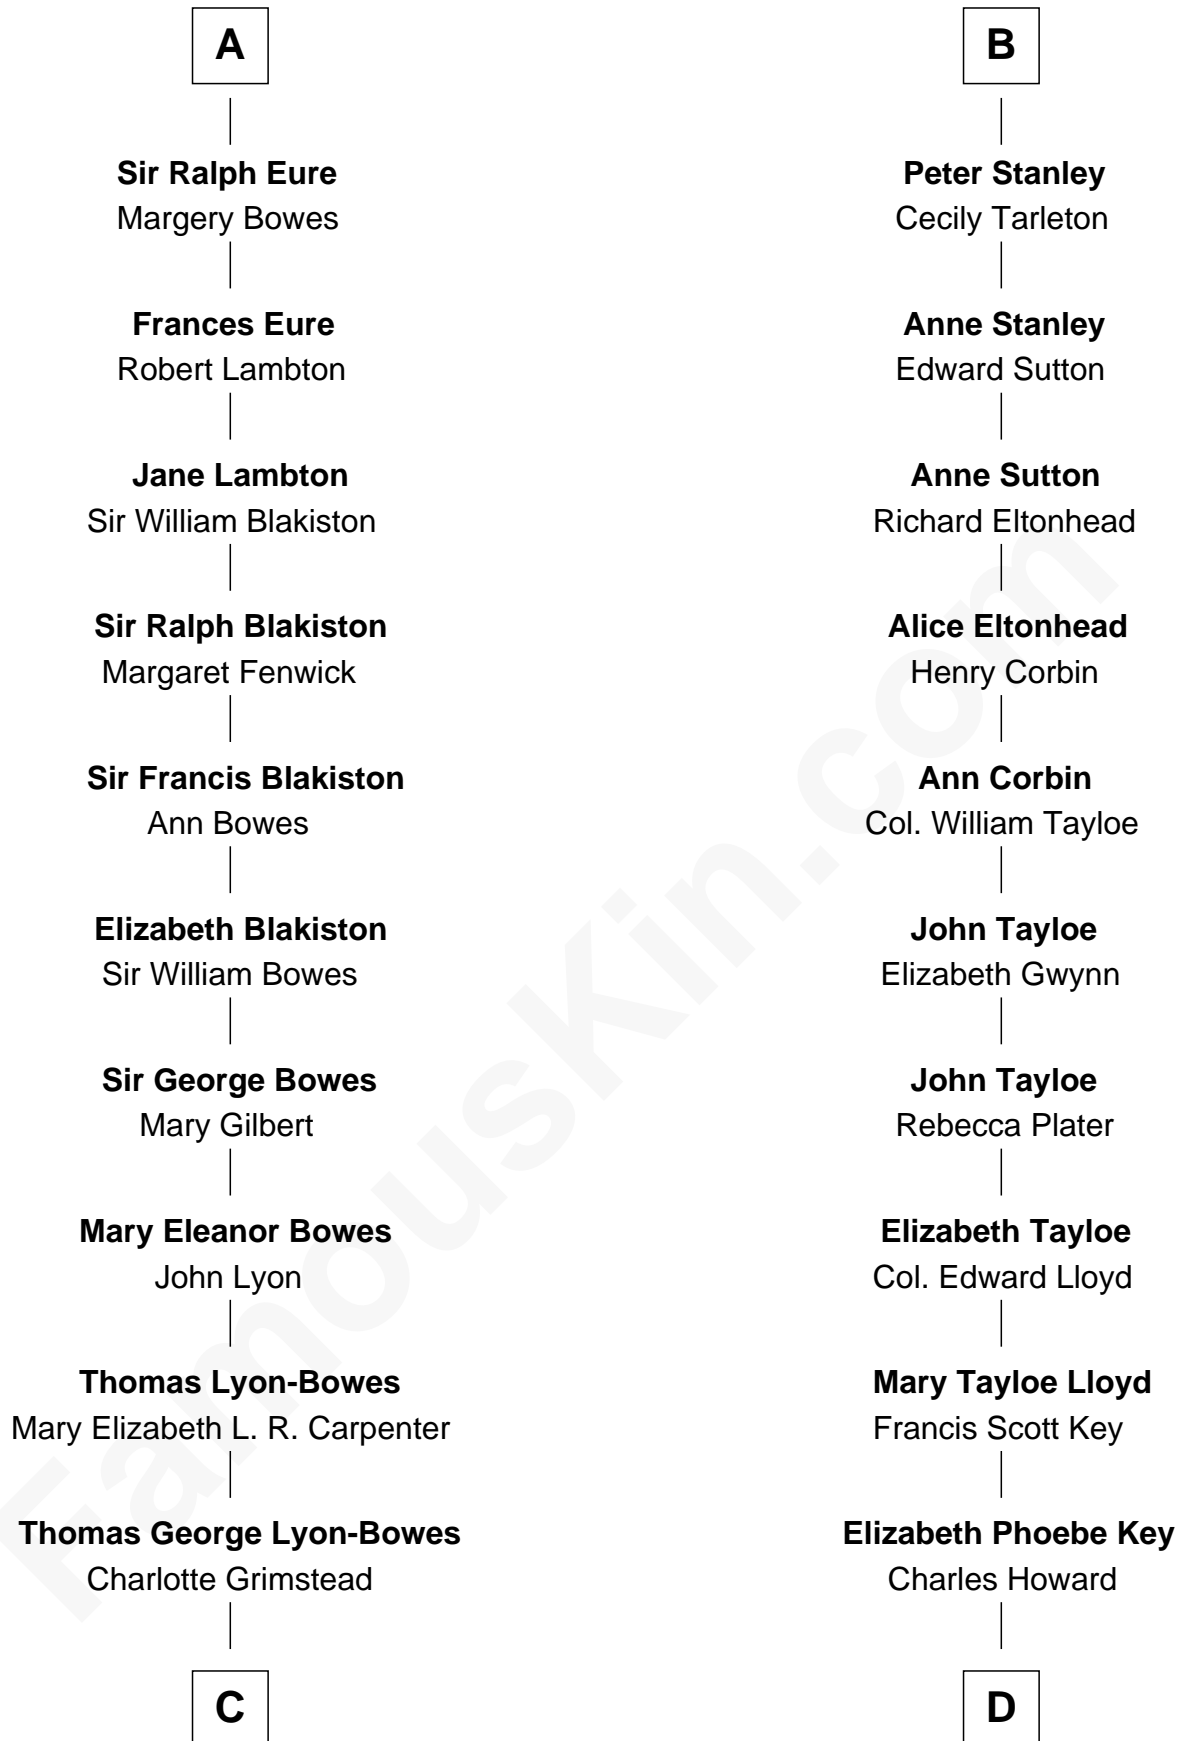 A
Sir Ralph Eure
Margery Bowes
Frances Eure
Robert Lambton
Jane Lambton
Sir William Blakiston
Sir Ralph Blakiston
Margaret Fenwick
Sir Francis Blakiston
Ann Bowes
Elizabeth Blakiston
Sir William Bowes
Sir George Bowes
Mary Gilbert
Mary Eleanor Bowes
John Lyon
Thomas Lyon-Bowes
Mary Elizabeth L. R. Carpenter
Thomas George Lyon-Bowes
Charlotte Grimstead
C
B
Peter Stanley
Cecily Tarleton
Anne Stanley
Edward Sutton
Anne Sutton
Richard Eltonhead
Alice Eltonhead
Henry Corbin
Ann Corbin
Col. William Tayloe
John Tayloe
Elizabeth Gwynn
John Tayloe
Rebecca Plater
Elizabeth Tayloe
Col. Edward Lloyd
Mary Tayloe Lloyd
Francis Scott Key
Elizabeth Phoebe Key
Charles Howard
D
FamousKin.com